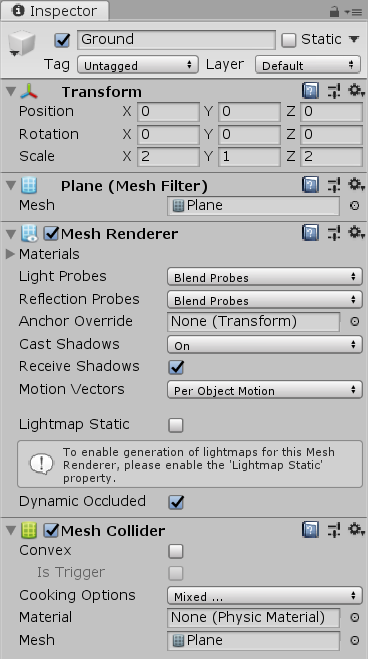 Inspector
Ground Static
Tag Untagged Layer Default
Transform
Position X 0 Y 0 Z 0
Rotation X 0 Y 0 Z 0
Scale X 2 Y 1 Z 2
Plane (Mesh Filter)
Mesh Plane
Mesh Renderer
Materials
Light Probes Blend Probes
Reflection Probes Blend Probes
Anchor Override None (Transform)
Cast Shadows On
Receive Shadows
Motion Vectors Per Object Motion
Lightmap Static
To enable generation of lightmaps for this Mesh
Renderer, please enable the 'Lightmap Static'
property.
Dynamic Occluded
Mesh Collider
Convex
Is Trigger
Cooking Options Mixed ...
Material None (Physic Material)
Mesh Plane